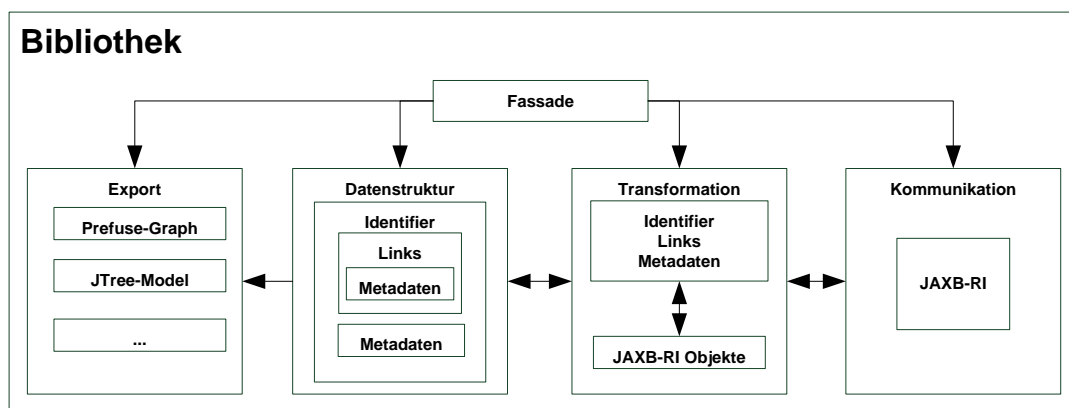 Bibliothek
Fassade
Export
Prefuse-Graph
JTree-Model
...
Datenstruktur
Identifier
Links
Metadaten
Metadaten
Transformation
Identifier
Links
Metadaten
JAXB-RI Objekte
Kommunikation
JAXB-RI